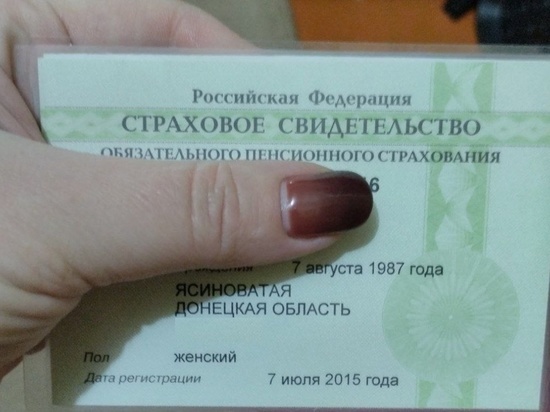 Российская Федерация
СТРАХОВОЕ СВИДЕТЕЛЬСТВО
ОБЯЗАТЕЛЬНОГО ПЕНСИОННОГО СТРАХОВАНИЯ
6
7 августа 1987 года
ЯСИНОВАТАЯ
ДОНЕЦКАЯ ОБЛАСТЬ
Пол женский
Дата регистрации 7 июля 2015 года